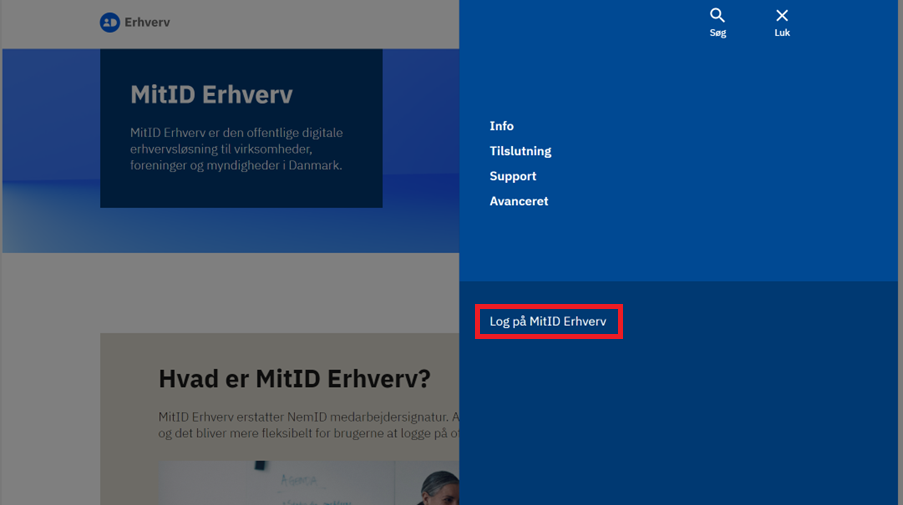 Erhverv
MitID Erhverv
MitID Erhverv er den offentlige digitale
erhvervsløsning til virksomheder,
foreninger og myndigheder i Danmark.
Hvad er MitID Erhverv?
MitID Erhverv erstatter NemID medarbejdersignatur. A
og det bliver mere fleksibelt for brugerne at logge på of
Søg
Luk
Info
Tilslutning
Support
Avanceret
Log på MitID Erhverv